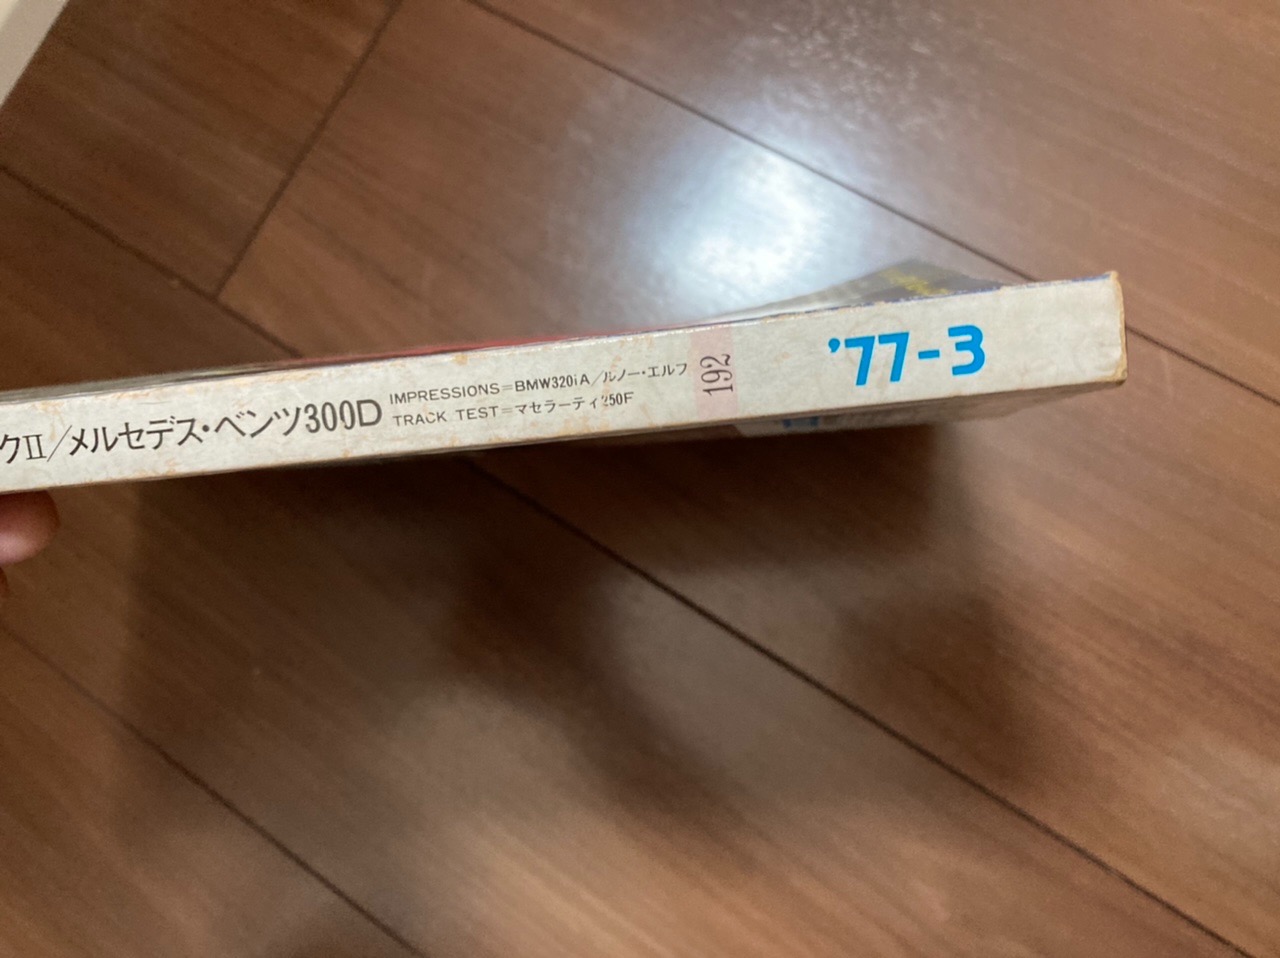 クII/メルセデス・ベンツ300D
IMPRESSIONS=BMW320iA/ルノー・エルフ
TRACK TEST=マセラーティ250F
192
'77-3